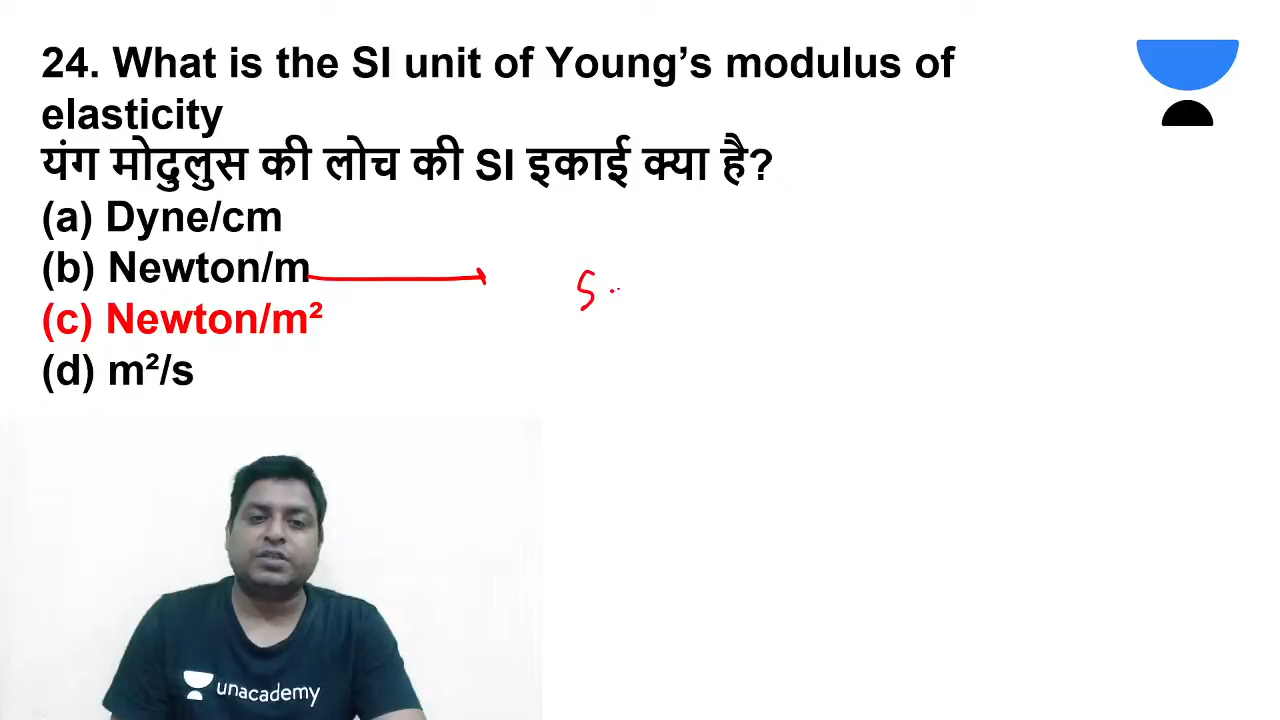 24. What is the SI unit of Young's modulus of
elasticity
यंग मोदुलुस की लोच की SI इकाई क्या है?
(a) Dyne/cm
(b) Newton/m
S
(c) Newton/m²
(d) m²/s
unacademy